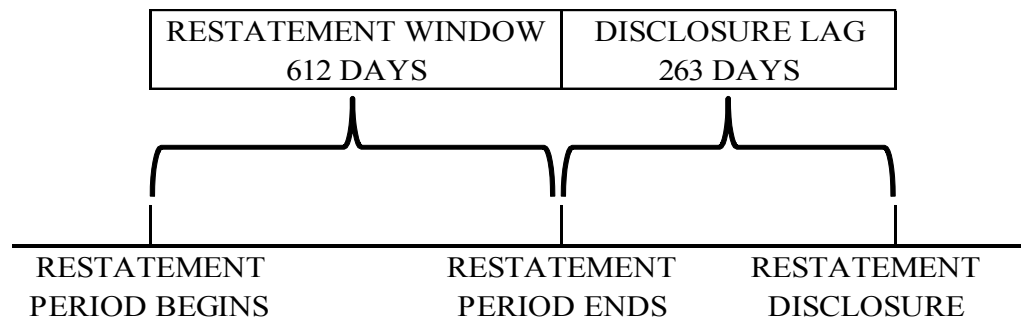 RESTATEMENT WINDOW
612 DAYS
DISCLOSURE LAG
263 DAYS
RESTATEMENT
PERIOD BEGINS
RESTATEMENT
PERIOD ENDS
RESTATEMENT
DISCLOSURE